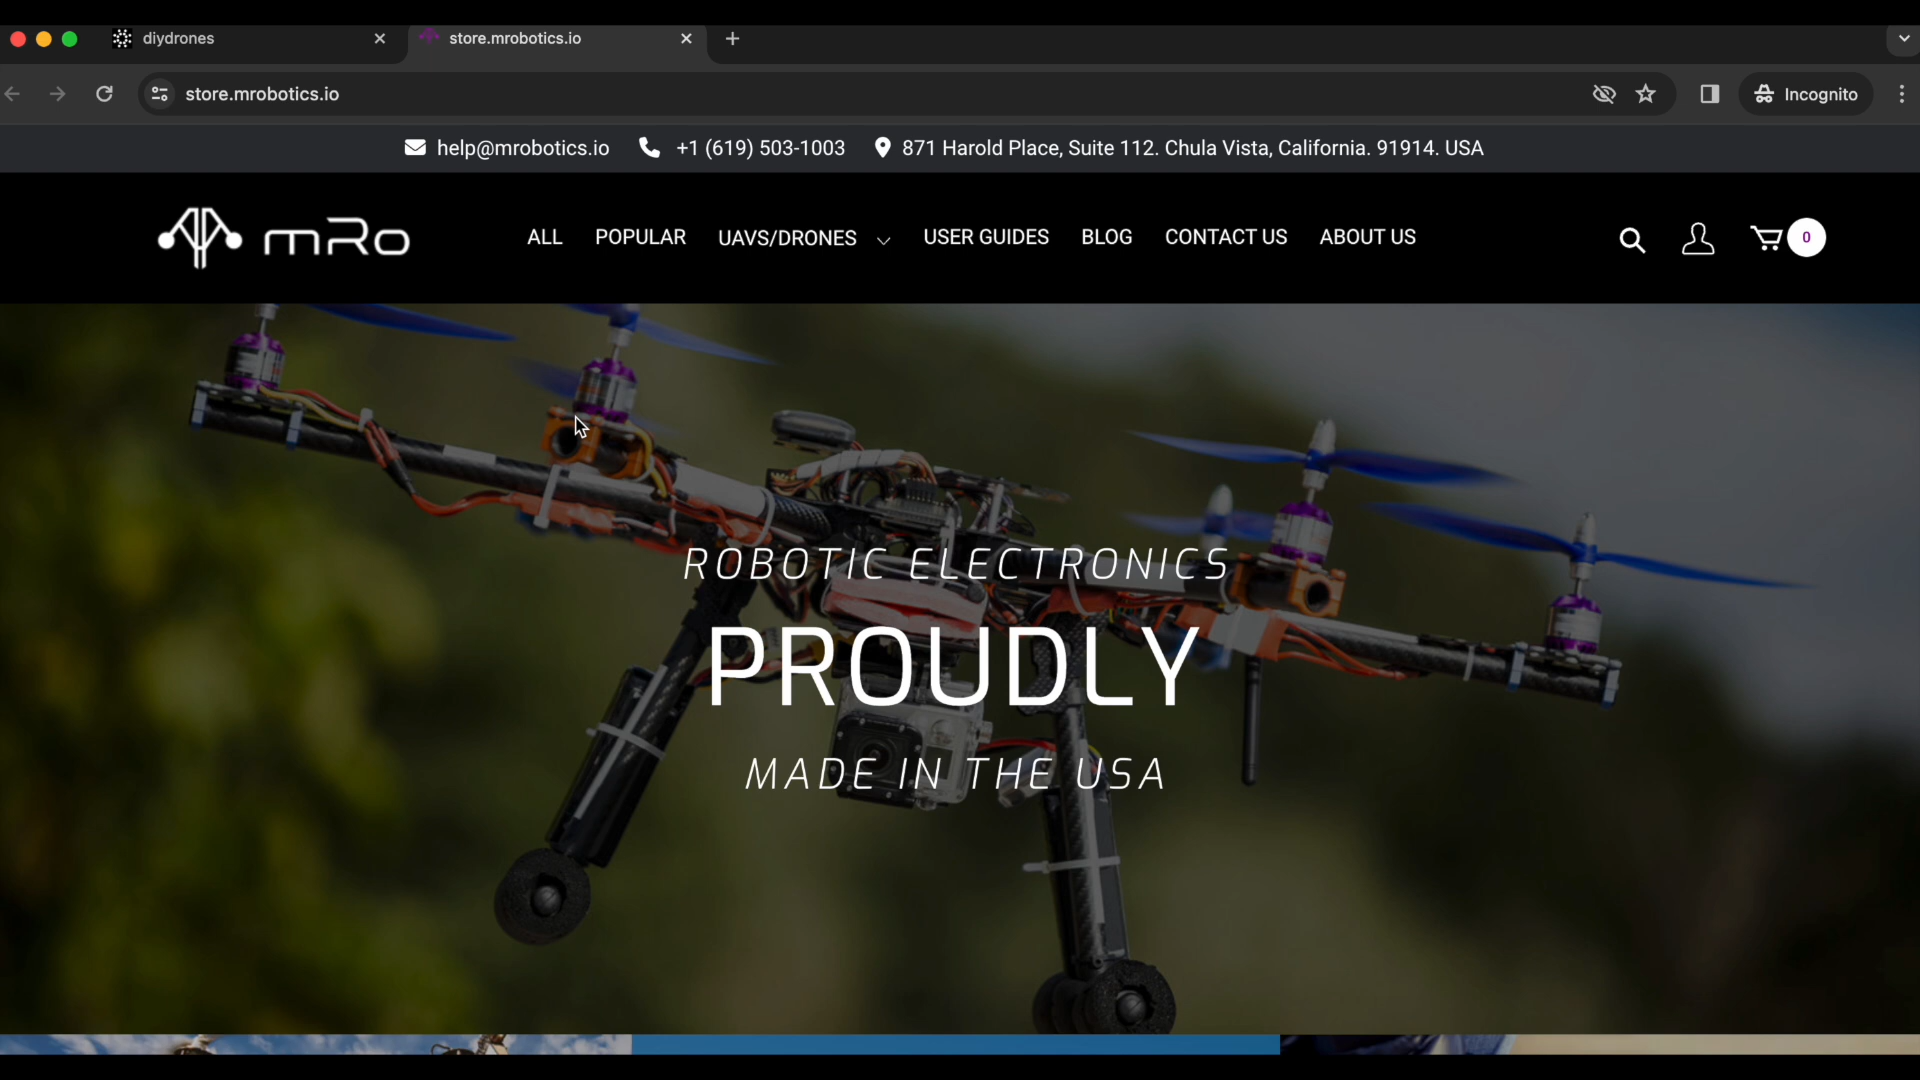 diydrones
store.mrobotics.io
store.mrobotics.io
Incognito
help@mrobotics.io +1 (619) 503-1003 871 Harold Place, Suite 112. Chula Vista, California. 91914. USA
mRo ALL POPULAR UAVS/DRONES USER GUIDES BLOG CONTACT US ABOUT US 0
ROBOTIC ELECTRONICS
PROUDLY
MADE IN THE USA